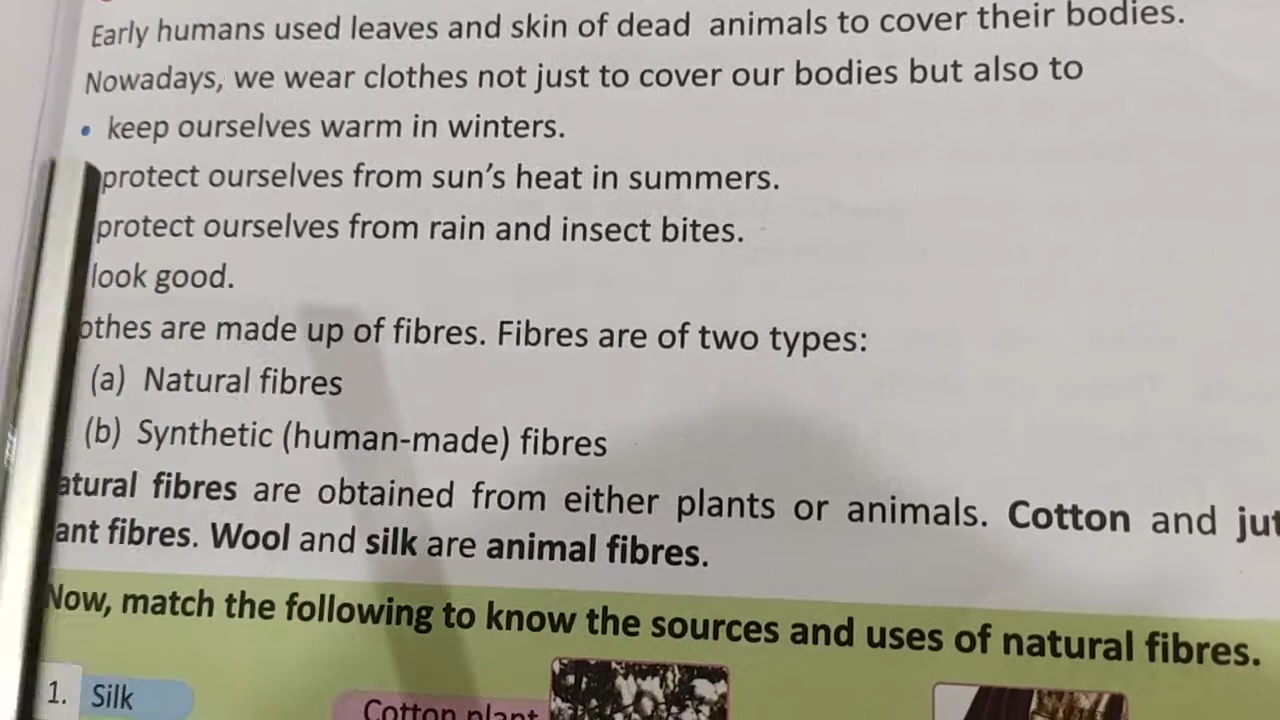 Early humans used leaves and skin of dead animals to cover their bodies.
Nowadays, we wear clothes not just to cover our bodies but also to
• keep ourselves warm in winters.
protect ourselves from sun's heat in summers.
protect ourselves from rain and insect bites.
look good.
othes are made up of fibres. Fibres are of two types:
(a) Natural fibres
(b) Synthetic (human-made) fibres
atural fibres are obtained from either plants or animals. Cotton and jut
ant fibres. Wool and silk are animal fibres.
Now, match the following to know the sources and uses of natural fibres.
1. Silk
Cotton plant